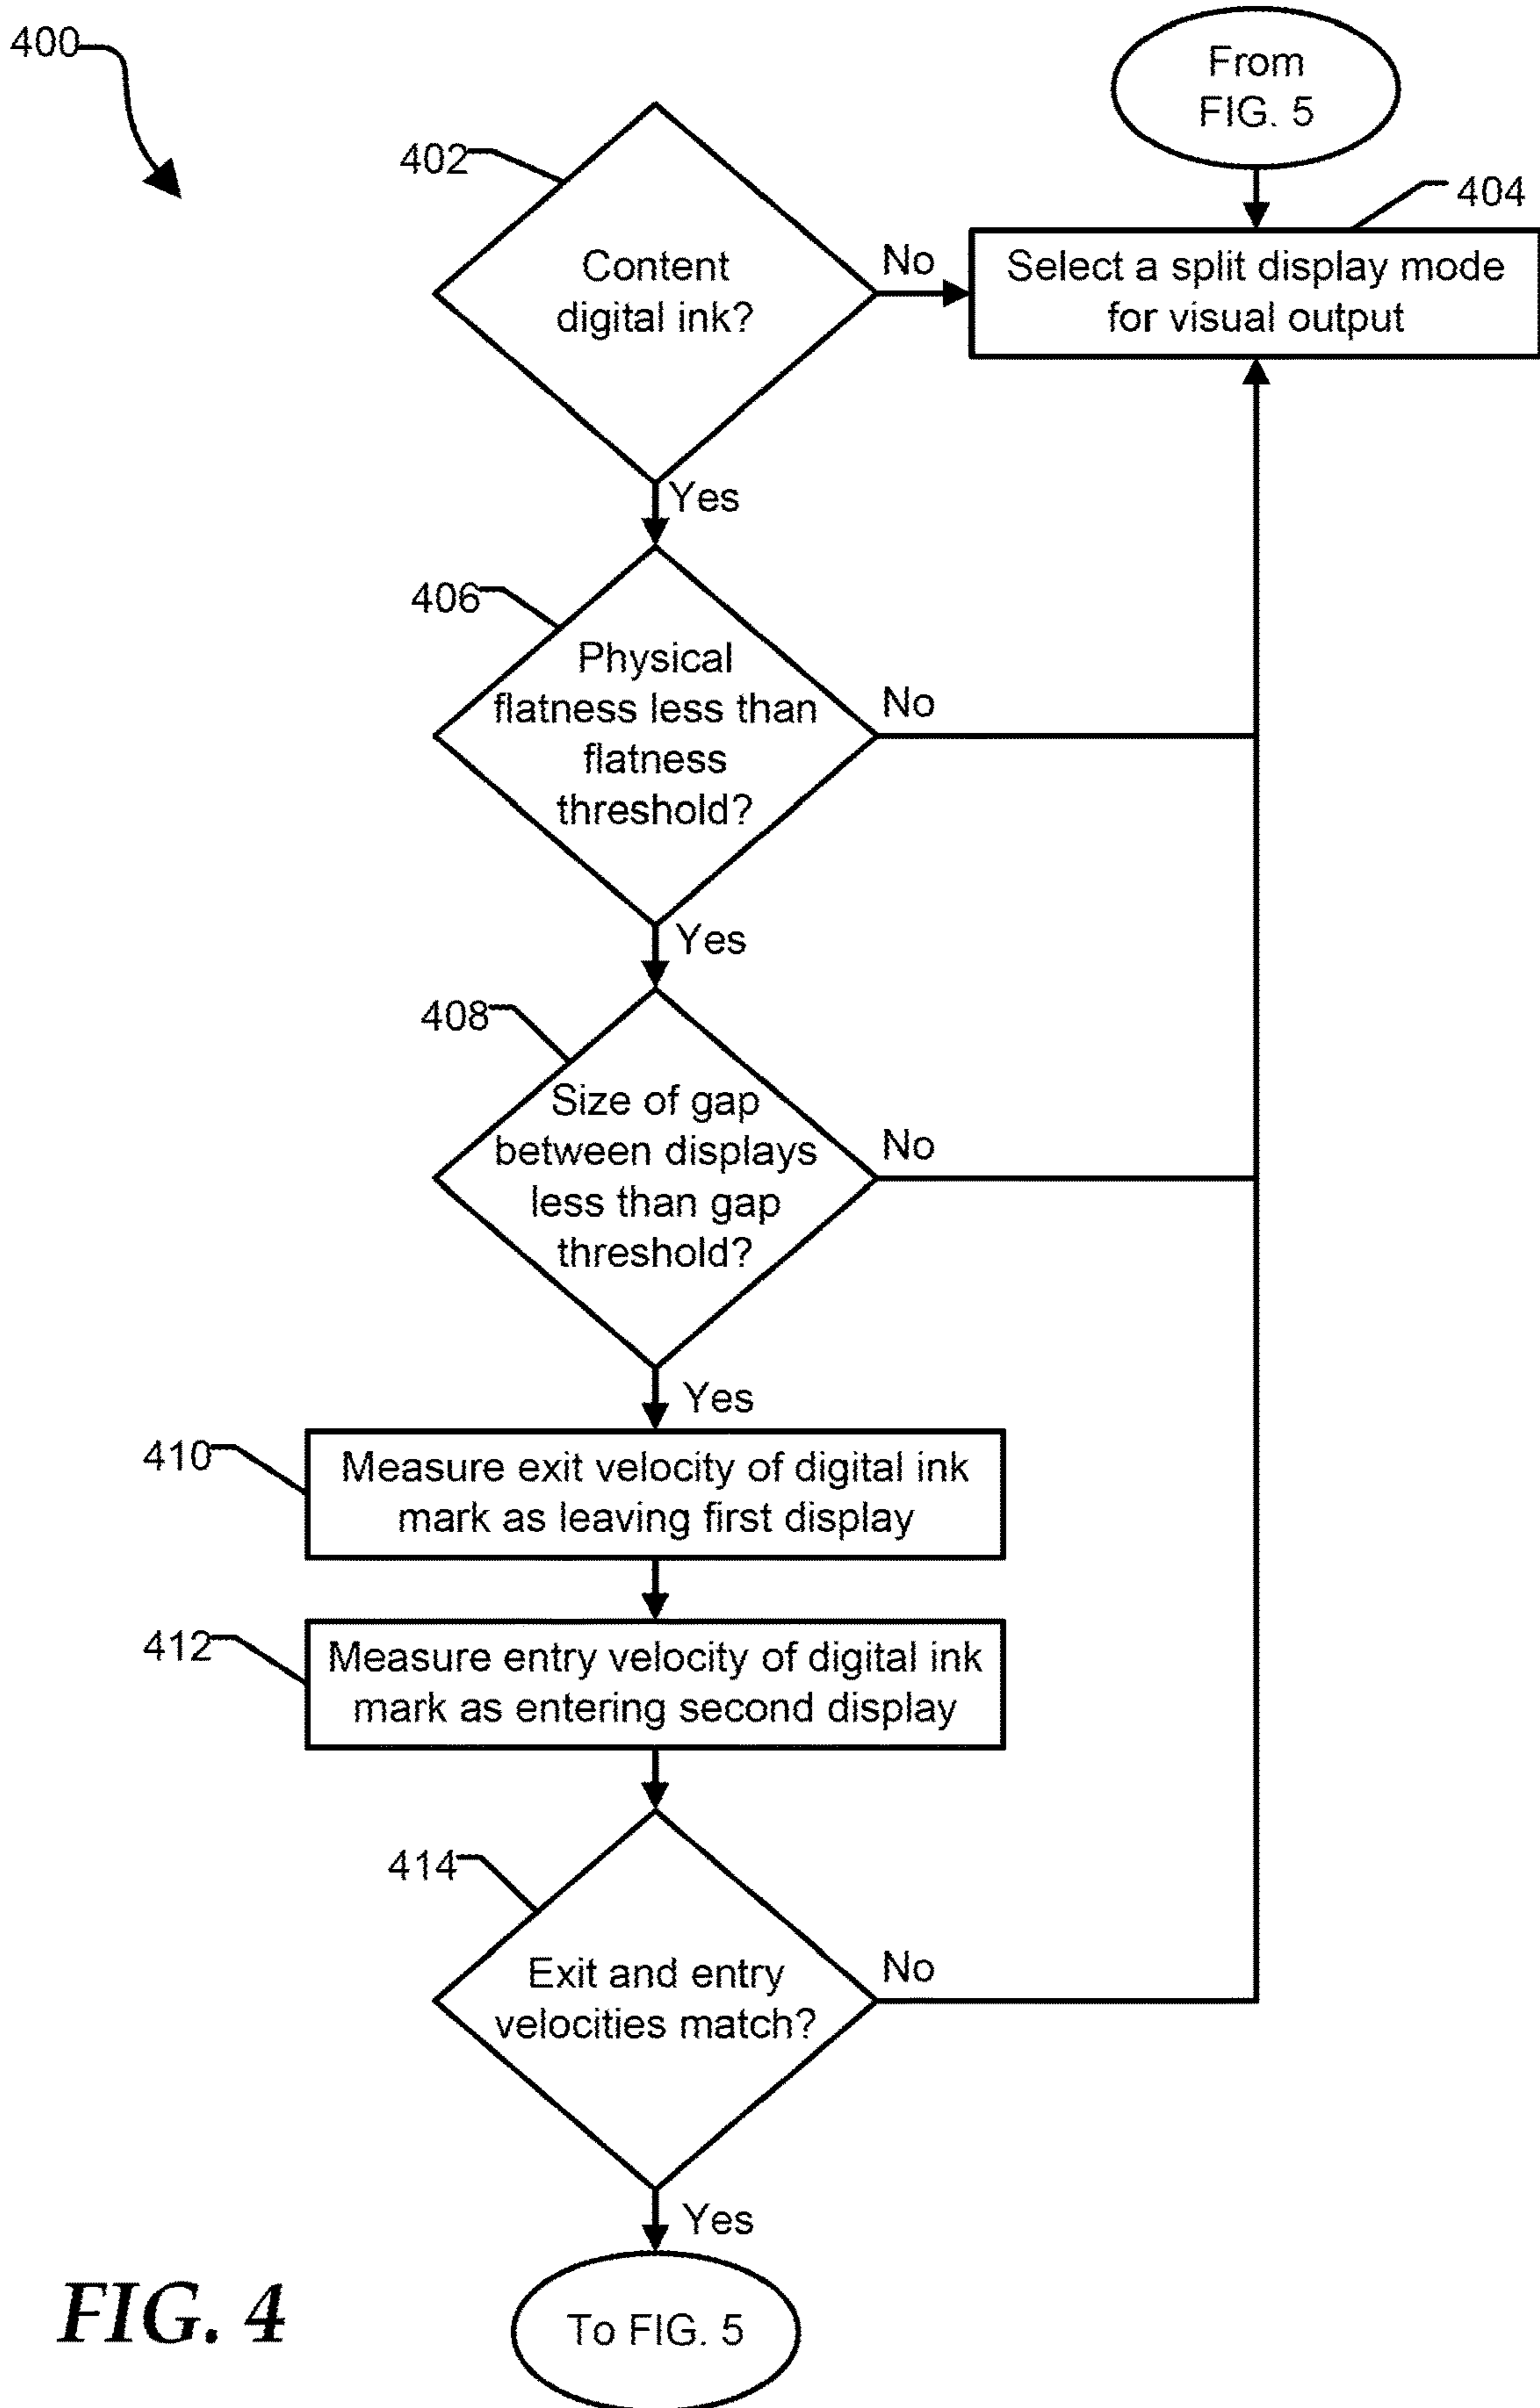 400
From
FIG. 5
402
404
Content
digital ink?
No
Select a split display mode
for visual output
Yes
406
Physical
flatness less than
flatness
threshold?
No
Yes
408
Size of gap
between displays
less than gap
threshold?
No
Yes
410
Measure exit velocity of digital ink
mark as leaving first display
412
Measure entry velocity of digital ink
mark as entering second display
414
Exit and entry
velocities match?
No
Yes
To FIG. 5
FIG. 4